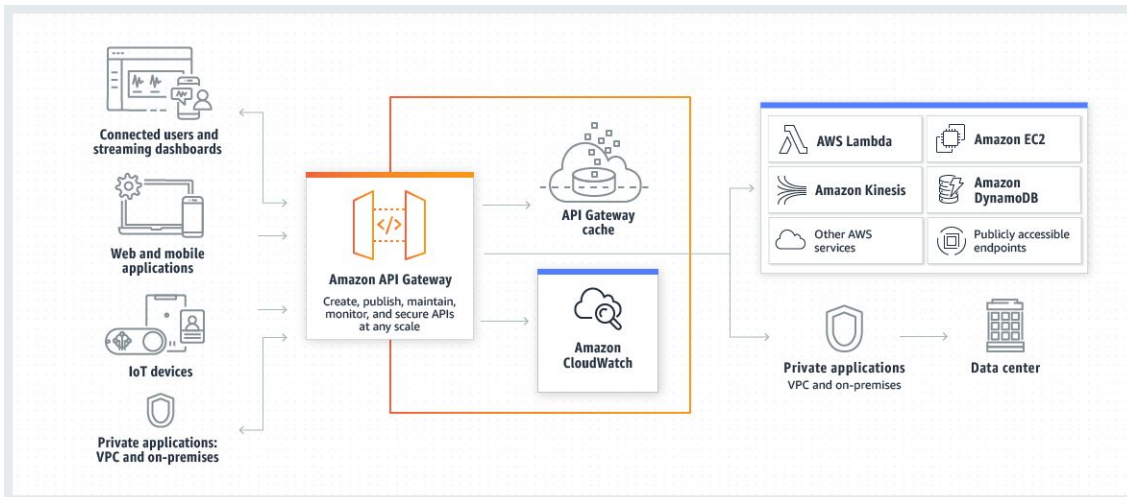 Connected users and
streaming dashboards
Web and mobile
applications
IoT devices
Private applications:
VPC and on-premises
</>
Amazon API Gateway
Create, publish, maintain,
monitor, and secure APIs
at any scale
API Gateway
cache
Amazon
CloudWatch
AWS Lambda
Amazon EC2
Amazon Kinesis
Amazon
DynamoDB
Other AWS
services
Publicly accessible
endpoints
Private applications
VPC and on-premises
Data center